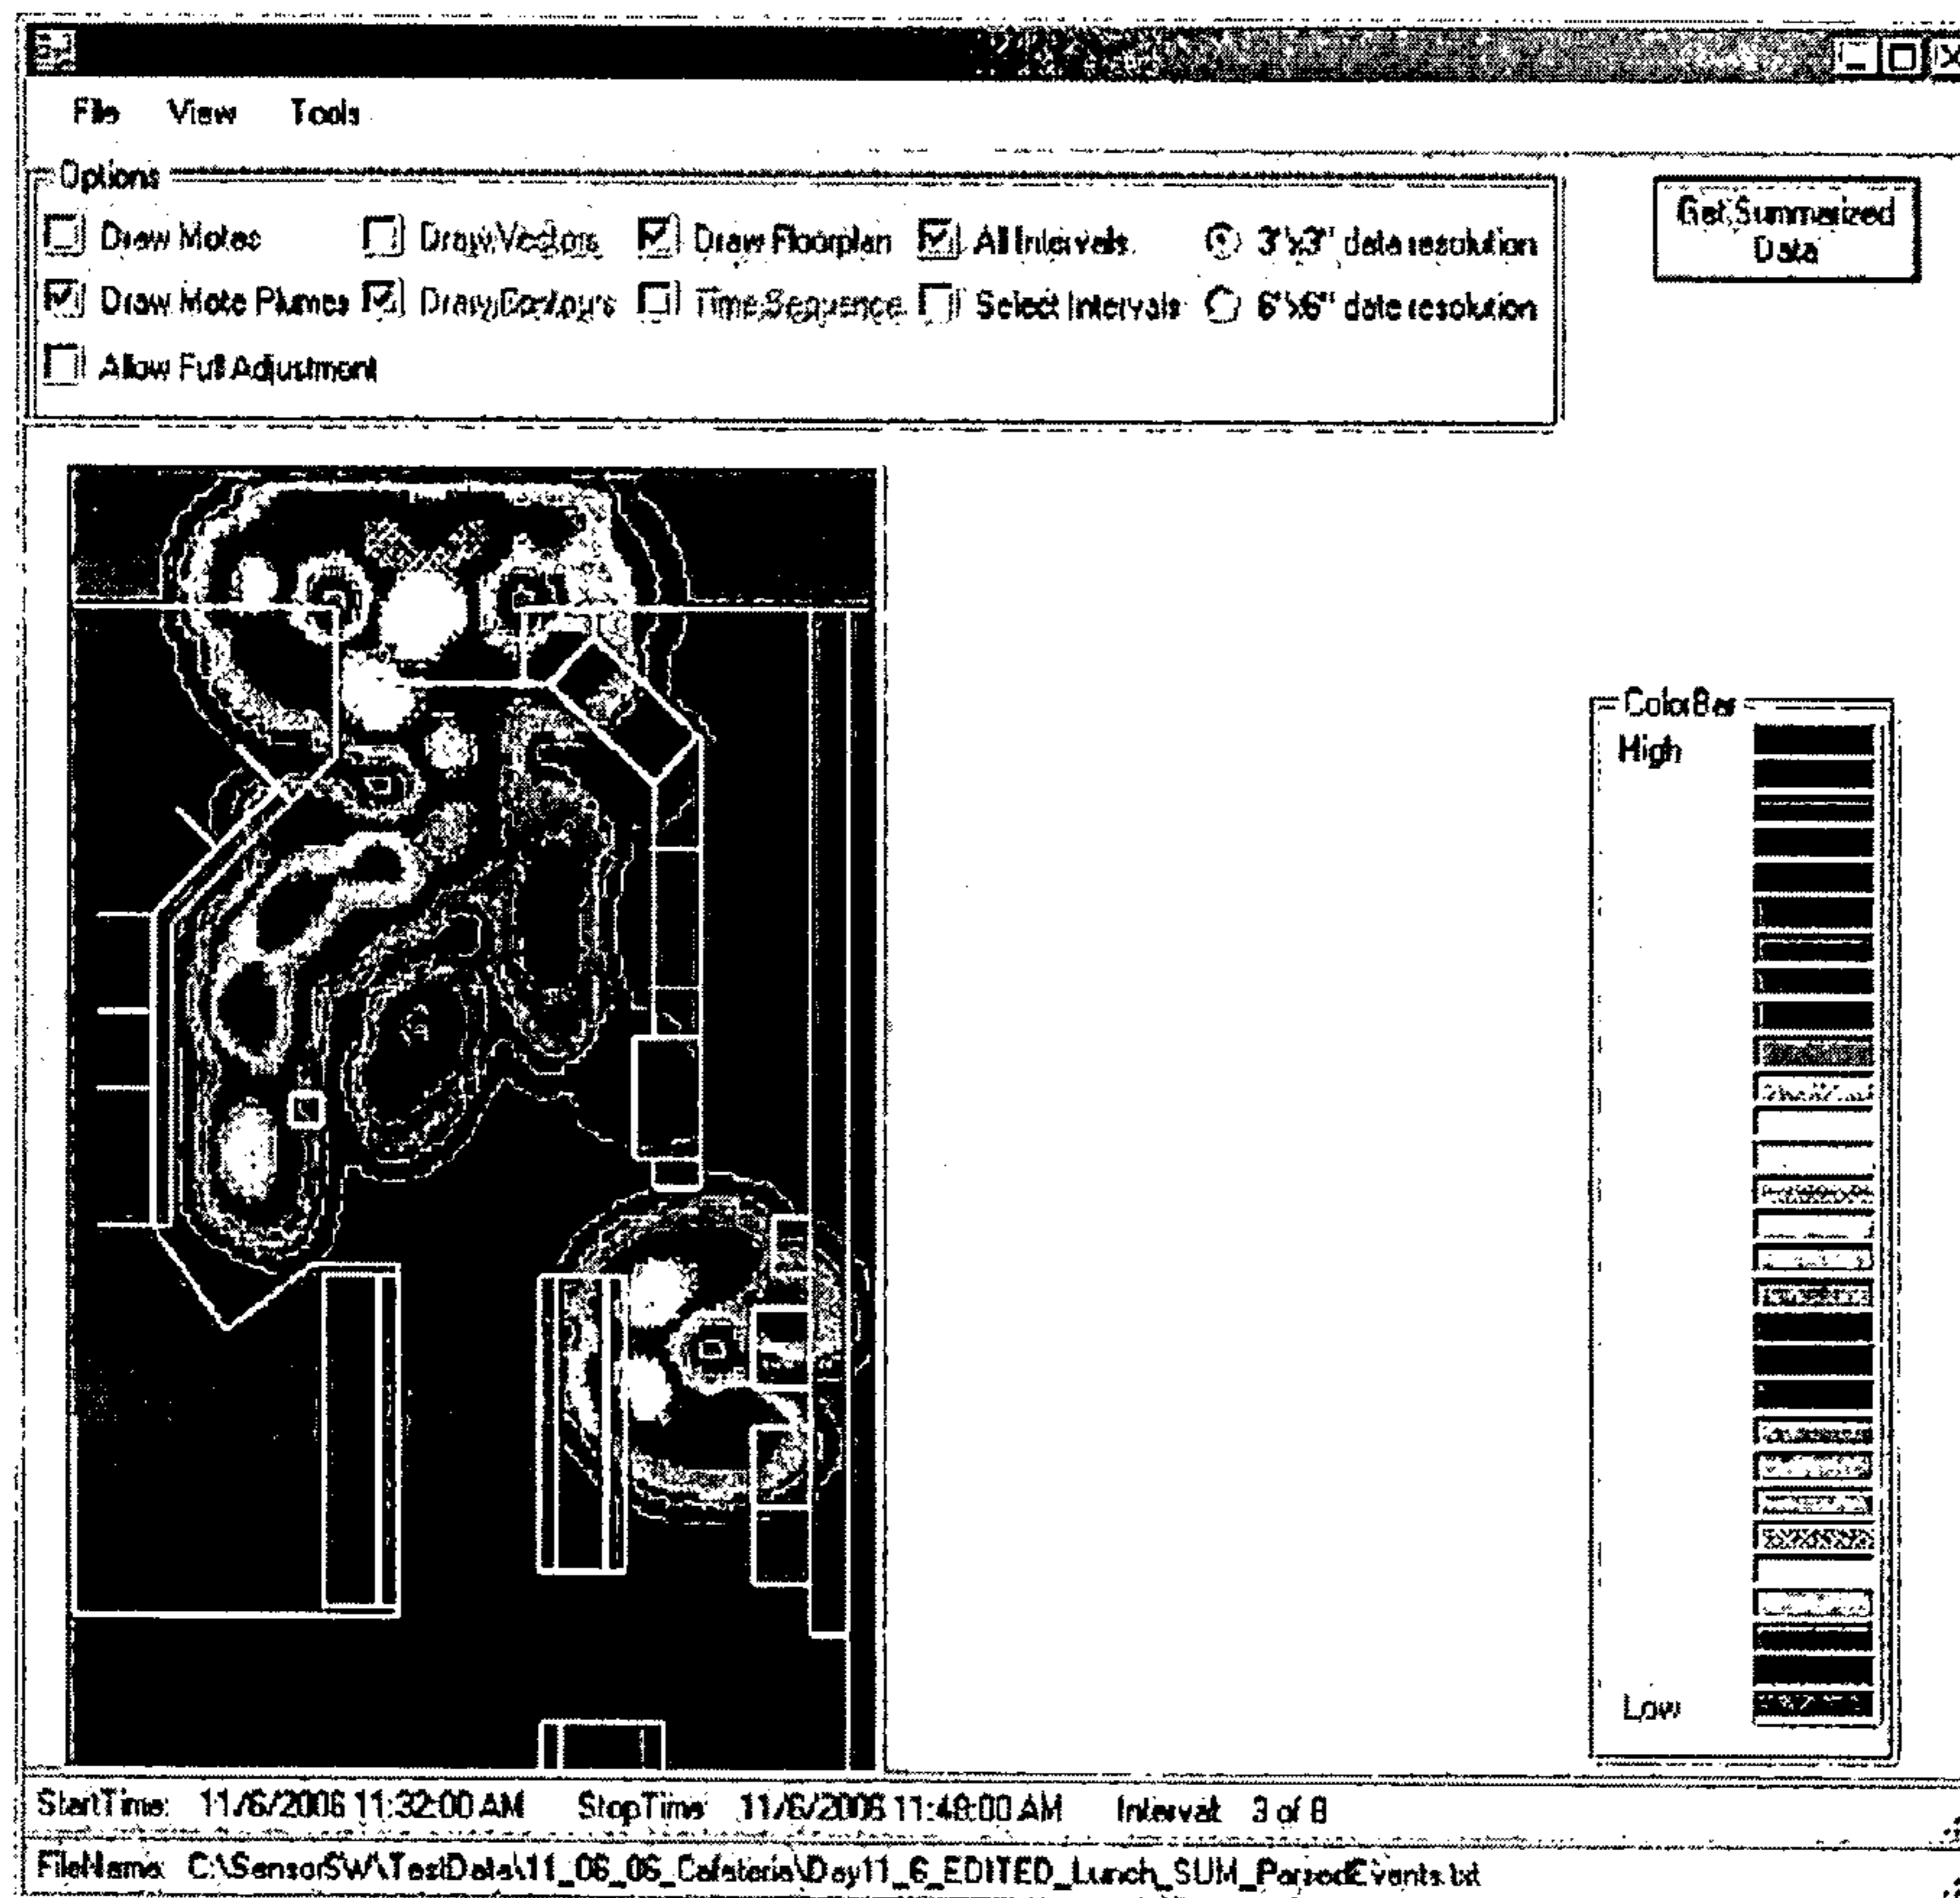 File View Tools
Options
Draw Motes Draw Vectors Draw Floorplan All Intervals 3'x3" data resolution
Get Summarized
Data
Draw Mote Plumes Draw Contours Time Sequence Select Intervals 6'x6" date resolution
Allow Full Adjustment
ColorBar
High
Low
StartTime: 11/6/2006 11:32:00 AM StopTime: 11/6/2006 11:48:00 AM Interval: 3 of 8
FileName: C:\SensorSW\TestData\11_06_06_Cafeteria\Day11_6_EDITED_Lunch_SUM_ParsedEvents.txt